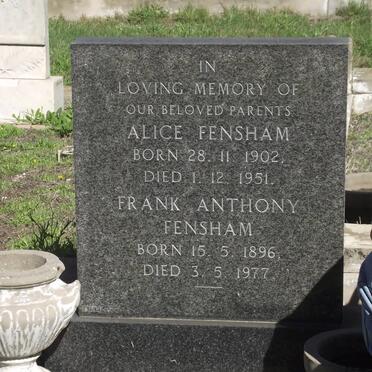 IN
LOVING MEMORY OF
OUR BELOVED PARENTS
ALICE FENSHAM
BORN 28. 11 1902,
DIED 1. 12. 1951.
FRANK ANTHONY
FENSHAM
BORN 15. 5. 1896,
DIED 3. 5. 1977.